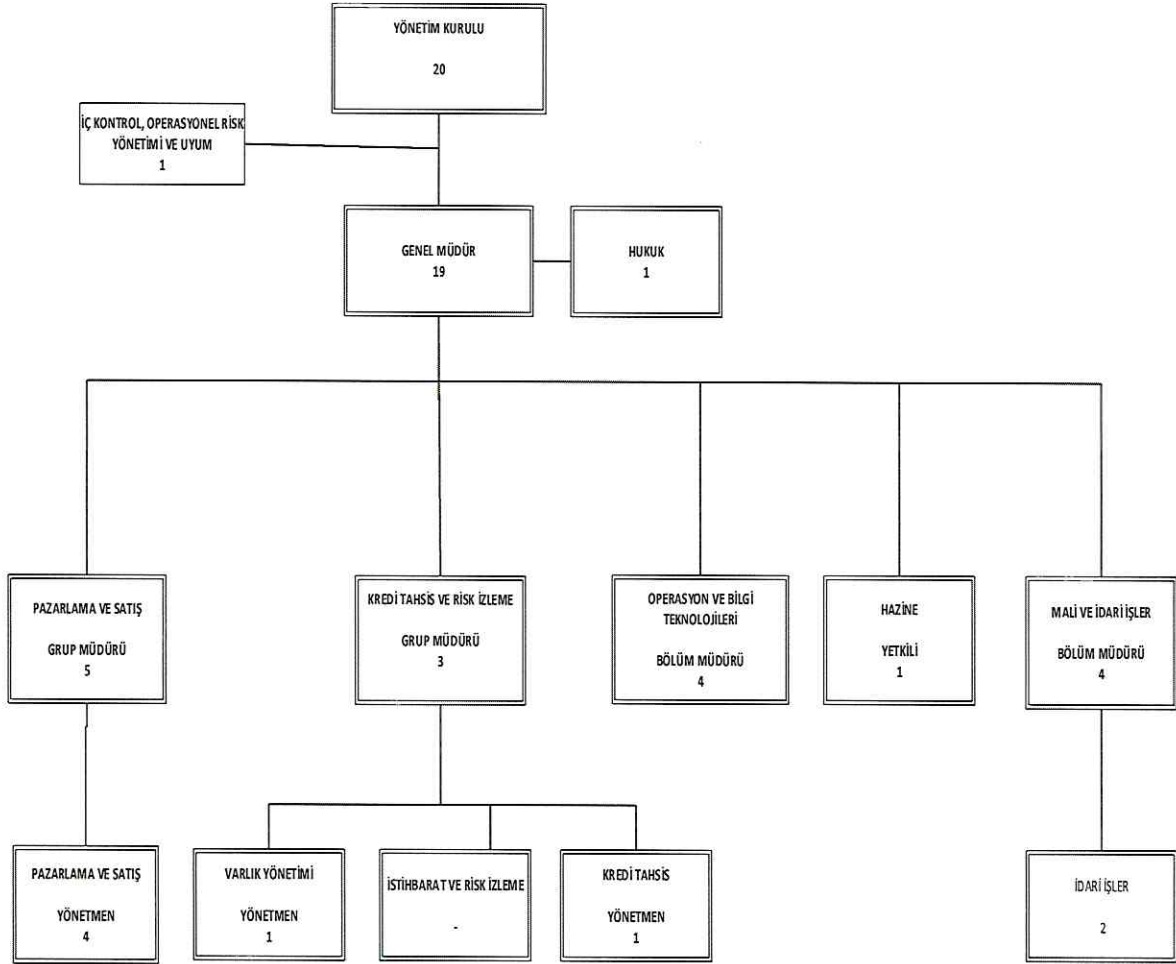 YÖNETİM KURULU
20
İÇ KONTROL, OPERASYONEL RİSK
YÖNETİMİ VE UYUM
1
GENEL MÜDÜR
19
HUKUK
1
PAZARLAMA VE SATIŞ
GRUP MÜDÜRÜ
5
KREDİ TAHSİS VE RİSK İZLEME
GRUP MÜDÜRÜ
3
OPERASYON VE BİLGİ
TEKNOLOJİLERİ
BÖLÜM MÜDÜRÜ
4
HAZİNE
YETKİLİ
1
MALİ VE İDARİ İŞLER
BÖLÜM MÜDÜRÜ
4
PAZARLAMA VE SATIŞ
YÖNETMEN
4
VARLIK YÖNETİMİ
YÖNETMEN
1
İSTİHBARAT VE RİSK İZLEME
-
KREDİ TAHSİS
YÖNETMEN
1
İDARİ İŞLER
2